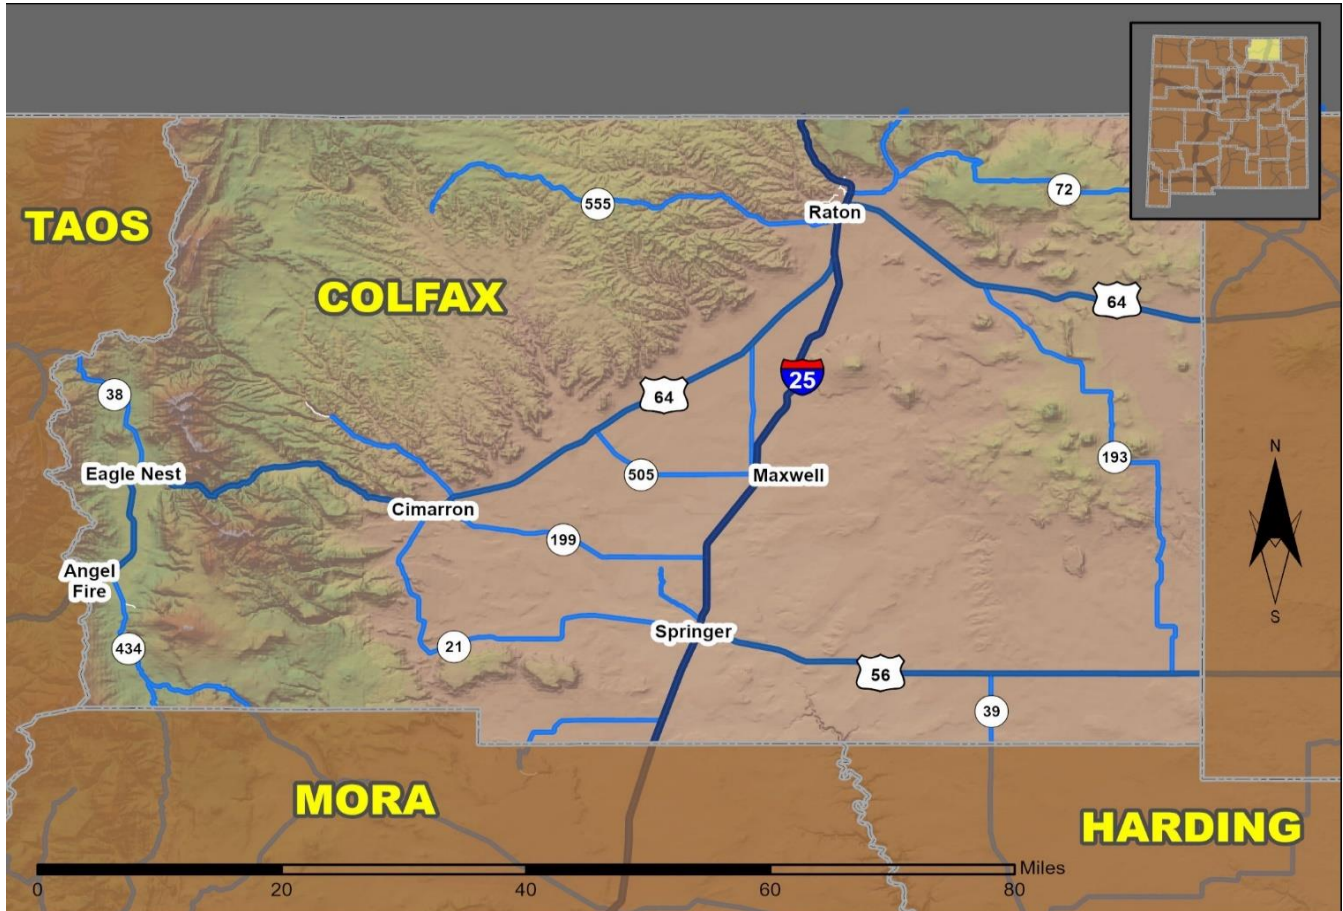 72
TAOS
555
Raton
COLFAX
64
25
38
64
193
Eagle Nest
505
Maxwell
N
Cimarron
199
Angel
Fire
S
Springer
434
21
56
39
MORA
HARDING
Miles
0
20
40
60
80